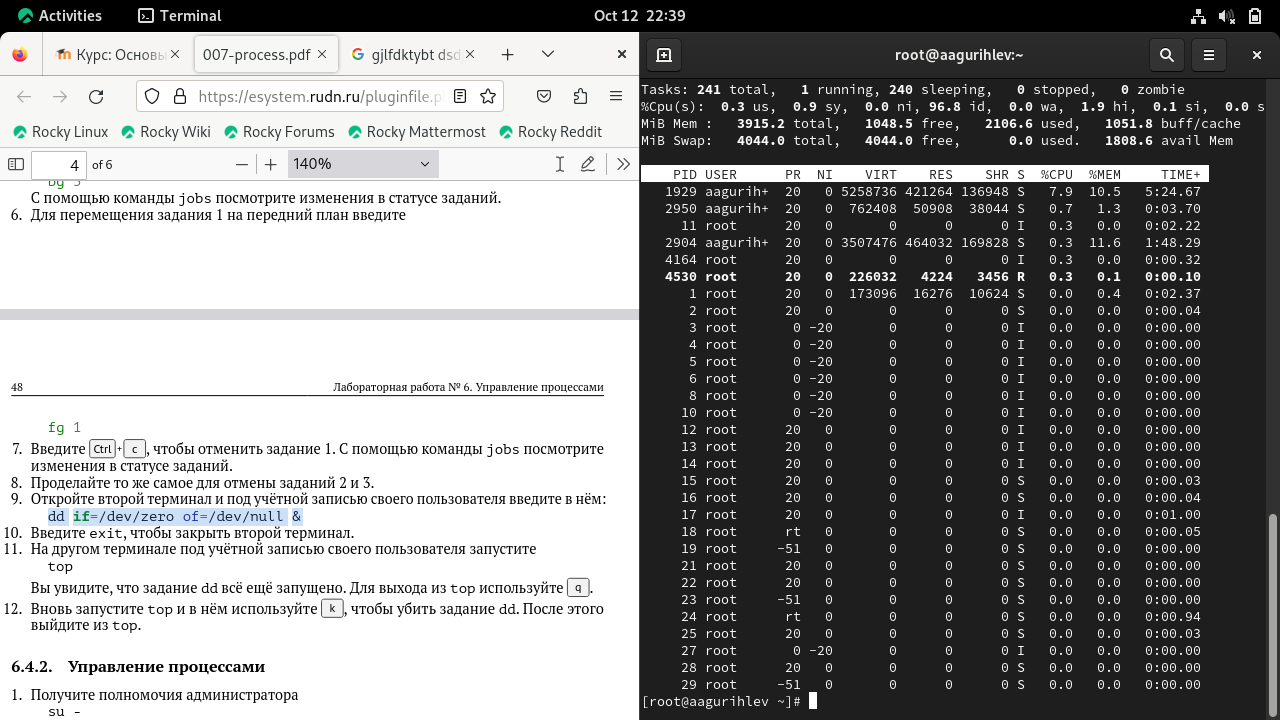 Activities
Terminal
Oct 12 22:39
Курс: Основы
007-process.pdf
gjlfdktybt dsd
https://esystem.rudn.ru/pluginfile.p
Rocky Linux
Rocky Wiki
Rocky Forums
Rocky Mattermost
Rocky Reddit
4 of 6
140%
bg 3
С помощью команды jobs посмотрите изменения в статусе заданий.
6. Для перемещения задания 1 на передний план введите
48 Лабораторная работа № 6. Управление процессами
fg 1
7. Введите Ctrl + c , чтобы отменить задание 1. С помощью команды jobs посмотрите
изменения в статусе заданий.
8. Проделайте то же самое для отмены заданий 2 и 3.
9. Откройте второй терминал и под учётной записью своего пользователя введите в нём:
dd if=/dev/zero of=/dev/null &
10. Введите exit, чтобы закрыть второй терминал.
11. На другом терминале под учётной записью своего пользователя запустите
top
Вы увидите, что задание dd всё ещё запущено. Для выхода из top используйте q .
12. Вновь запустите top и в нём используйте k , чтобы убить задание dd. После этого
выйдите из top.
6.4.2. Управление процессами
1. Получите полномочия администратора
su -
root@aagurihlev:~
Tasks: 241 total, 1 running, 240 sleeping, 0 stopped, 0 zombie
%Cpu(s): 0.3 us, 0.9 sy, 0.0 ni, 96.8 id, 0.0 wa, 1.9 hi, 0.1 si, 0.0 s
MiB Mem : 3915.2 total, 1048.5 free, 2106.6 used, 1051.8 buff/cache
MiB Swap: 4044.0 total, 4044.0 free, 0.0 used. 1808.6 avail Mem
PID USER PR NI VIRT RES SHR S %CPU %MEM TIME+
1929 aagurih+ 20 0 5258736 421264 136948 S 7.9 10.5 5:24.67
2950 aagurih+ 20 0 762408 50908 38044 S 0.7 1.3 0:03.70
11 root 20 0 0 0 0 I 0.3 0.0 0:02.22
2904 aagurih+ 20 0 3507476 464032 169828 S 0.3 11.6 1:48.29
4164 root 20 0 0 0 0 I 0.3 0.0 0:00.32
4530 root 20 0 226032 4224 3456 R 0.3 0.1 0:00.10
1 root 20 0 173096 16276 10624 S 0.0 0.4 0:02.37
2 root 20 0 0 0 0 S 0.0 0.0 0:00.04
3 root 0 -20 0 0 0 I 0.0 0.0 0:00.00
4 root 0 -20 0 0 0 I 0.0 0.0 0:00.00
5 root 0 -20 0 0 0 I 0.0 0.0 0:00.00
6 root 0 -20 0 0 0 I 0.0 0.0 0:00.00
8 root 0 -20 0 0 0 I 0.0 0.0 0:00.00
10 root 0 -20 0 0 0 I 0.0 0.0 0:00.00
12 root 20 0 0 0 0 I 0.0 0.0 0:00.00
13 root 20 0 0 0 0 I 0.0 0.0 0:00.00
14 root 20 0 0 0 0 I 0.0 0.0 0:00.00
15 root 20 0 0 0 0 S 0.0 0.0 0:00.03
16 root 20 0 0 0 0 S 0.0 0.0 0:00.04
17 root 20 0 0 0 0 I 0.0 0.0 0:01.00
18 root rt 0 0 0 0 S 0.0 0.0 0:00.05
19 root -51 0 0 0 0 S 0.0 0.0 0:00.00
21 root 20 0 0 0 0 S 0.0 0.0 0:00.00
22 root 20 0 0 0 0 S 0.0 0.0 0:00.00
23 root -51 0 0 0 0 S 0.0 0.0 0:00.00
24 root rt 0 0 0 0 S 0.0 0.0 0:00.94
25 root 20 0 0 0 0 S 0.0 0.0 0:00.03
27 root 0 -20 0 0 0 I 0.0 0.0 0:00.00
28 root 20 0 0 0 0 S 0.0 0.0 0:00.00
29 root -51 0 0 0 0 S 0.0 0.0 0:00.00
[root@aagurihlev ~]#